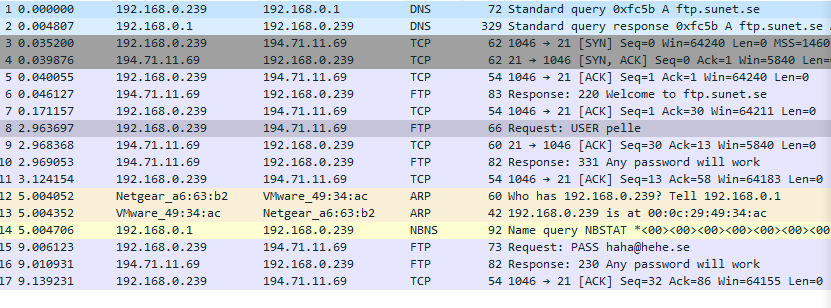 1 0.000000 192.168.0.239 192.168.0.1 DNS 72 Standard query 0xfc5b A ftp.sunet.se
2 0.004807 192.168.0.1 192.168.0.239 DNS 329 Standard query response 0xfc5b A ftp.sunet.se
3 0.035200 192.168.0.239 194.71.11.69 TCP 62 1046 → 21 [SYN] Seq=0 Win=64240 Len=0 MSS=1460
4 0.039876 194.71.11.69 192.168.0.239 TCP 62 21 → 1046 [SYN, ACK] Seq=0 Ack=1 Win=5840 Len=0
5 0.040055 192.168.0.239 194.71.11.69 TCP 54 1046 → 21 [ACK] Seq=1 Ack=1 Win=64240 Len=0
6 0.046127 194.71.11.69 192.168.0.239 FTP 83 Response: 220 Welcome to ftp.sunet.se
7 0.171157 192.168.0.239 194.71.11.69 TCP 54 1046 → 21 [ACK] Seq=1 Ack=30 Win=64211 Len=0
8 2.963697 192.168.0.239 194.71.11.69 FTP 66 Request: USER pelle
9 2.968368 194.71.11.69 192.168.0.239 TCP 60 21 → 1046 [ACK] Seq=30 Ack=13 Win=5840 Len=0
10 2.969053 194.71.11.69 192.168.0.239 FTP 82 Response: 331 Any password will work
11 3.124154 192.168.0.239 194.71.11.69 TCP 54 1046 → 21 [ACK] Seq=13 Ack=58 Win=64183 Len=0
12 5.004052 Netgear_a6:63:b2 VMware_49:34:ac ARP 60 Who has 192.168.0.239? Tell 192.168.0.1
13 5.004352 VMware_49:34:ac Netgear_a6:63:b2 ARP 42 192.168.0.239 is at 00:0c:29:49:34:ac
14 5.004706 192.168.0.1 192.168.0.239 NBNS 92 Name query NBSTAT *<00><00><00><00><00><00><00
15 9.006123 192.168.0.239 194.71.11.69 FTP 73 Request: PASS haha@hehe.se
16 9.010931 194.71.11.69 192.168.0.239 FTP 82 Response: 230 Any password will work
17 9.139231 192.168.0.239 194.71.11.69 TCP 54 1046 → 21 [ACK] Seq=32 Ack=86 Win=64155 Len=0